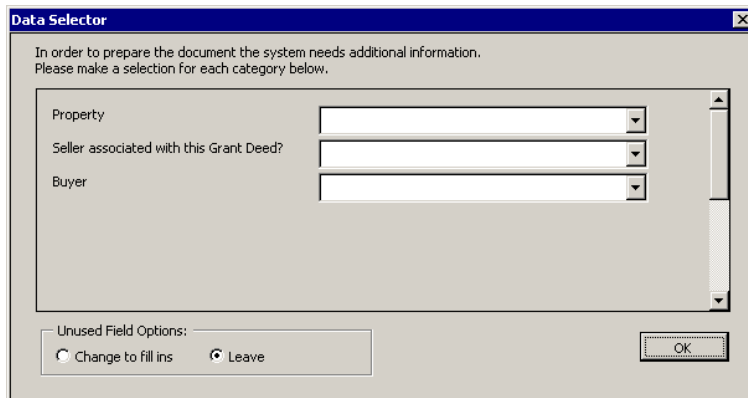 Data Selector
In order to prepare the document the system needs additional information.
Please make a selection for each category below.
Property
Seller associated with this Grant Deed?
Buyer
Unused Field Options:
Change to fill ins
Leave
OK